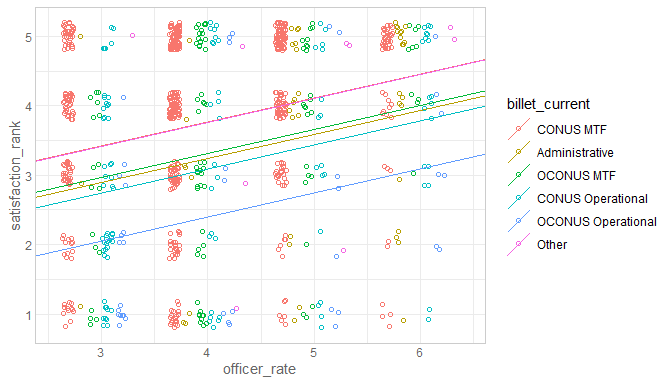 5
4
3
2
1
satisfaction_rank
3 4 5 6
officer_rate
billet_current
CONUS MTF
Administrative
OCONUS MTF
CONUS Operational
OCONUS Operational
Other